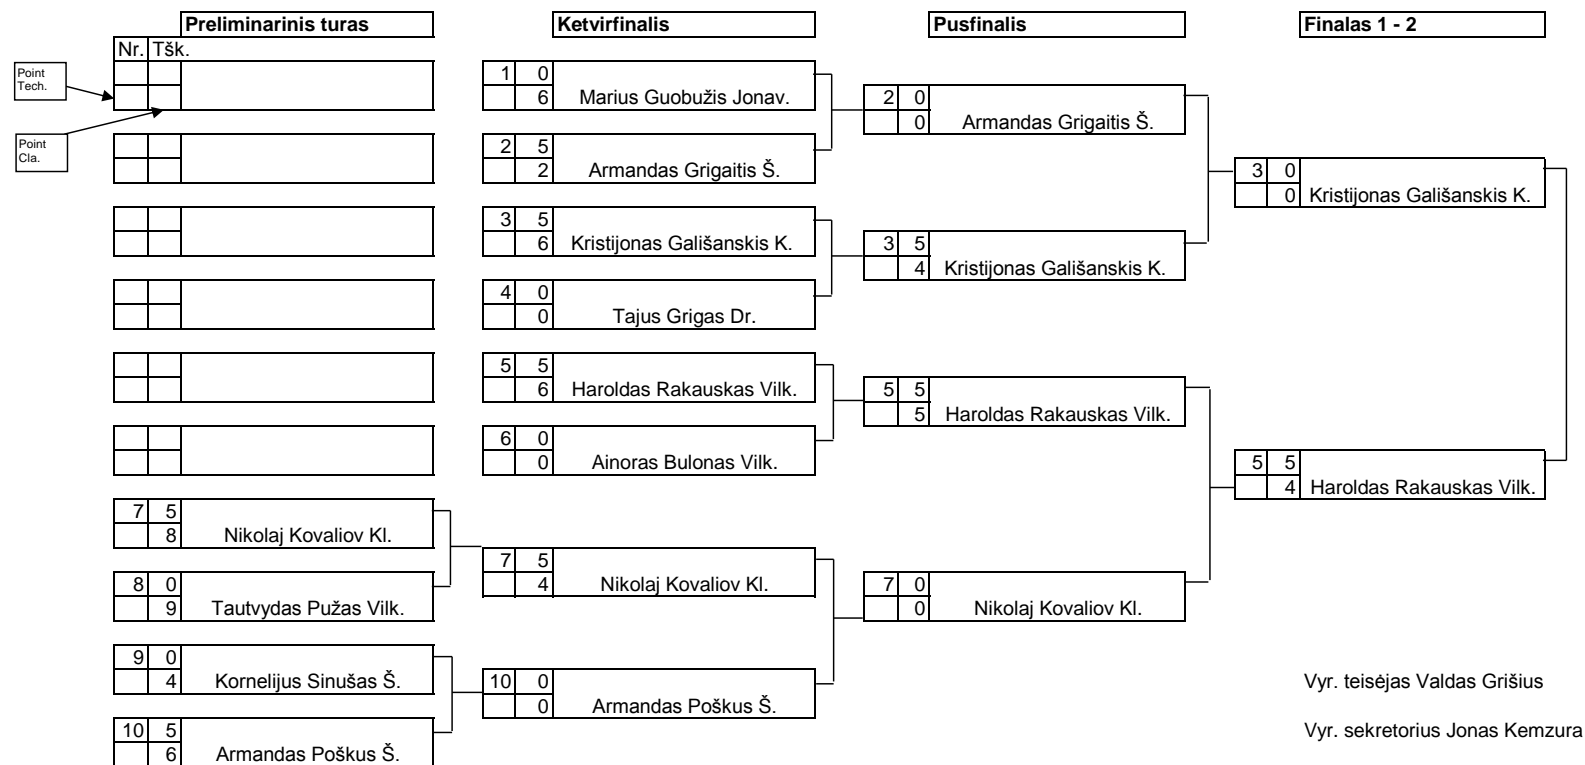 Preliminarinis turas Ketvirfinalis Pusfinalis Finalas 1 - 2
Nr. Tšk.
Point
Tech.
Point
Cla.
7 5
8 Nikolaj Kovaliov Kl.
8 0
9 Tautvydas Pužas Vilk.
9 0
4 Kornelijus Sinušas Š.
10 5
6 Armandas Poškus Š.
1 0
6 Marius Guobužis Jonav.
2 5
2 Armandas Grigaitis Š.
3 5
6 Kristijonas Gališanskis K.
4 0
0 Tajus Grigas Dr.
5 5
6 Haroldas Rakauskas Vilk.
6 0
0 Ainoras Bulonas Vilk.
7 5
4 Nikolaj Kovaliov Kl.
10 0
0 Armandas Poškus Š.
2 0
0 Armandas Grigaitis Š.
3 5
4 Kristijonas Gališanskis K.
5 5
5 Haroldas Rakauskas Vilk.
7 0
0 Nikolaj Kovaliov Kl.
3 0
0 Kristijonas Gališanskis K.
5 5
4 Haroldas Rakauskas Vilk.
Vyr. teisėjas Valdas Grišius
Vyr. sekretorius Jonas Kemzura